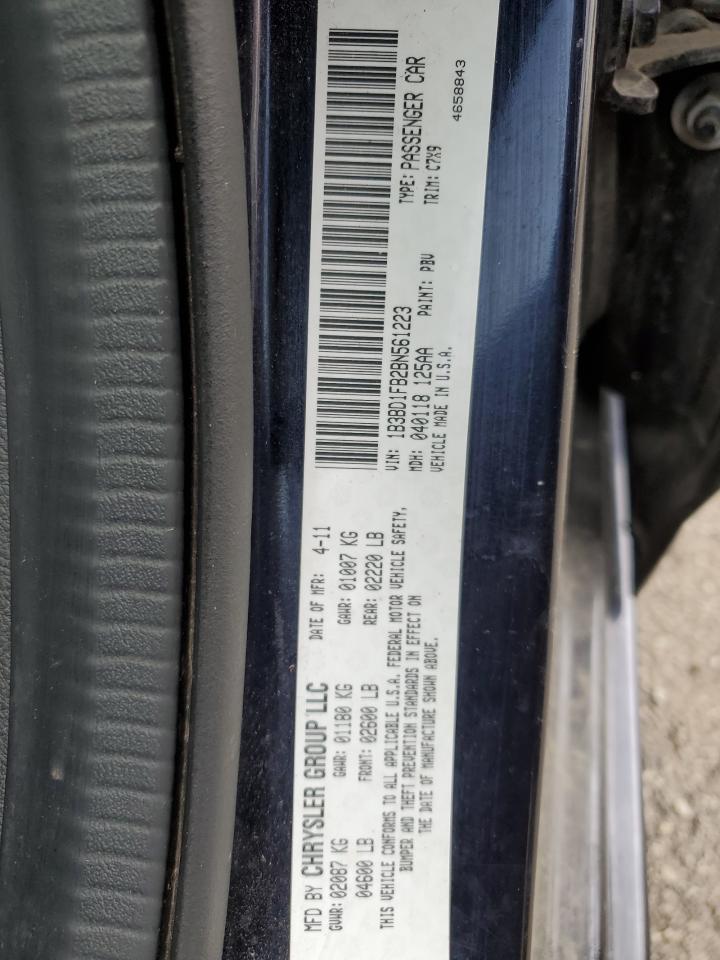 MFD BY CHRYSLER GROUP LLC DATE OF MFR: 4-11
GVWR: 02087 KG GAWR: 01180 KG GAWR: 01007 KG
04600 LB FRONT: 02600 LB REAR: 02220 LB
THIS VEHICLE CONFORMS TO ALL APPLICABLE U.S.A. FEDERAL MOTOR VEHICLE SAFETY,
BUMPER AND THEFT PREVENTION STANDARDS IN EFFECT ON
THE DATE OF MANUFACTURE SHOWN ABOVE.
VIN: 1B3BD1FB2BN561223 TYPE: PASSENGER CAR
MDH: 040118 125AA PAINT: PBV TRIM: C7X9
VEHICLE MADE IN U.S.A.
4658843